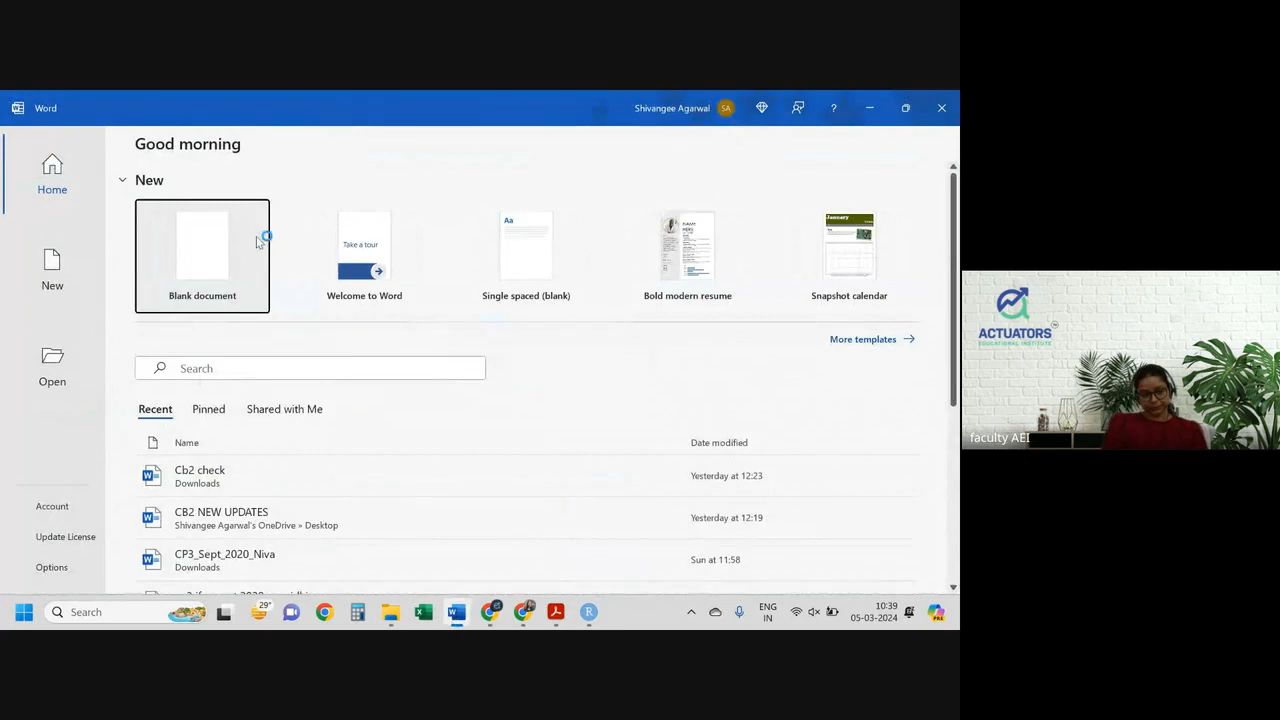 Word
Shivangee Agarwal
SA
?
Good morning
Home
New
New
Open
Blank document
Take a tour
Welcome to Word
Aa
Single spaced (blank)
Bold modern resume
January
Snapshot calendar
More templates
Search
Recent
Pinned
Shared with Me
Name
Date modified
Cb2 check
Downloads
Yesterday at 12:23
CB2 NEW UPDATES
Shivangee Agarwal's OneDrive » Desktop
Yesterday at 12:19
CP3_Sept_2020_Niva
Downloads
Sun at 11:58
Account
Update License
Options
Search
29°
ENG
IN
10:39
05-03-2024
PRE
ACTUATORS
EDUCATIONAL INSTITUTE
faculty AEI